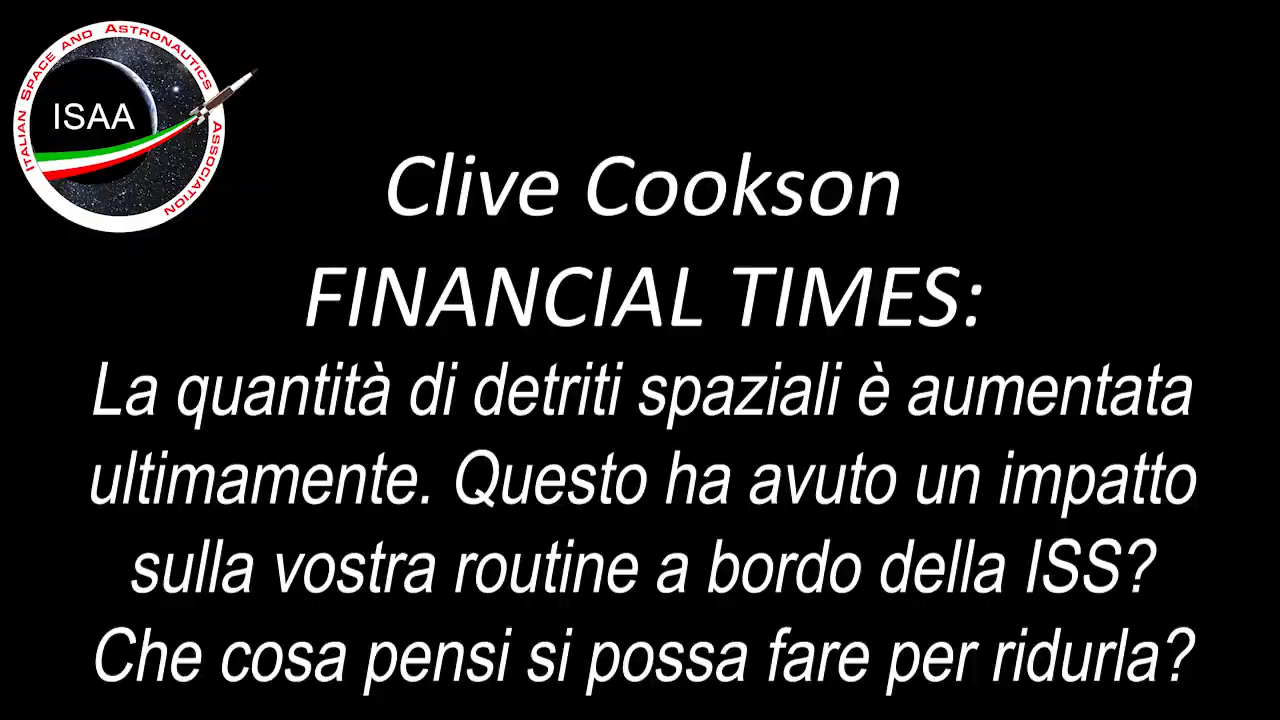 ITALIAN SPACE AND ASTRONAUTICS ASSOCIATION
ISAA
Clive Cookson
FINANCIAL TIMES:
La quantità di detriti spaziali è aumentata
ultimamente. Questo ha avuto un impatto
sulla vostra routine a bordo della ISS?
Che cosa pensi si possa fare per ridurla?